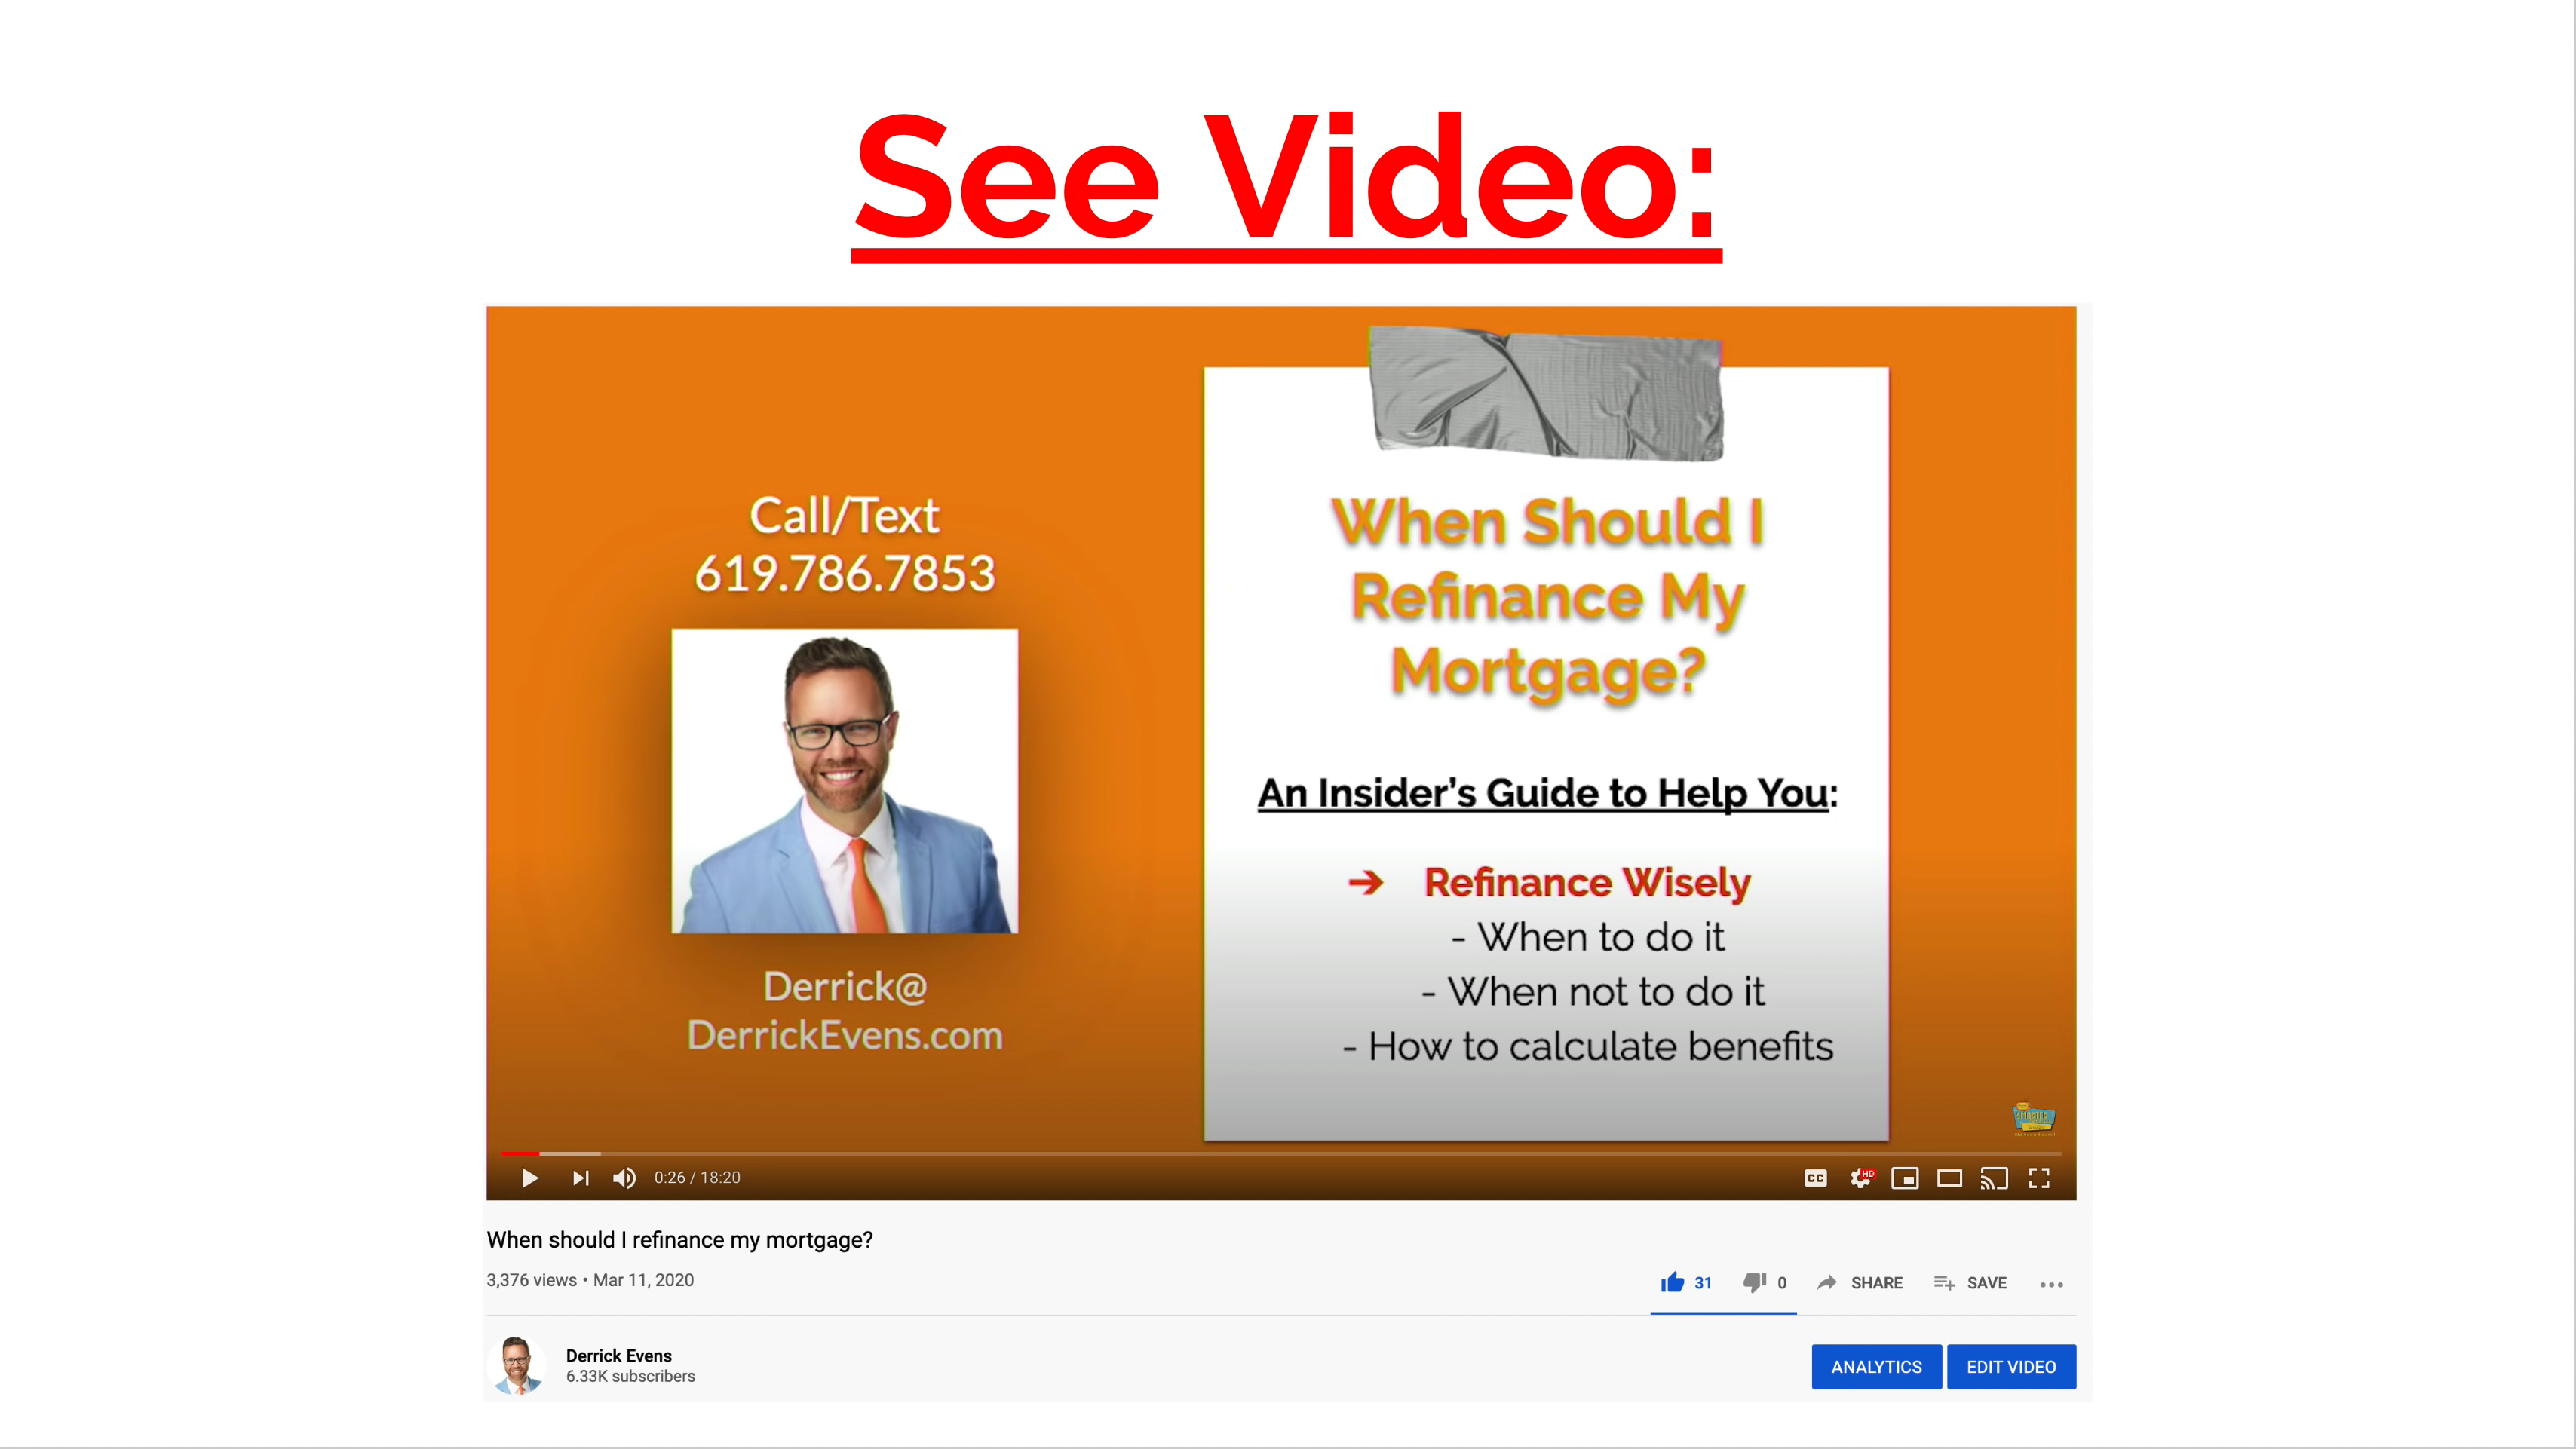 See Video:
Call/Text
619.786.7853
Derrick@
DerrickEvens.com
When Should I
Refinance My
Mortgage?
An Insider's Guide to Help You:
➔ Refinance Wisely
- When to do it
- When not to do it
- How to calculate benefits
SMARTER
0:26 / 18:20
CC
HD
When should I refinance my mortgage?
3,376 views • Mar 11, 2020
31
0
SHARE
SAVE
Derrick Evens
6.33K subscribers
ANALYTICS
EDIT VIDEO